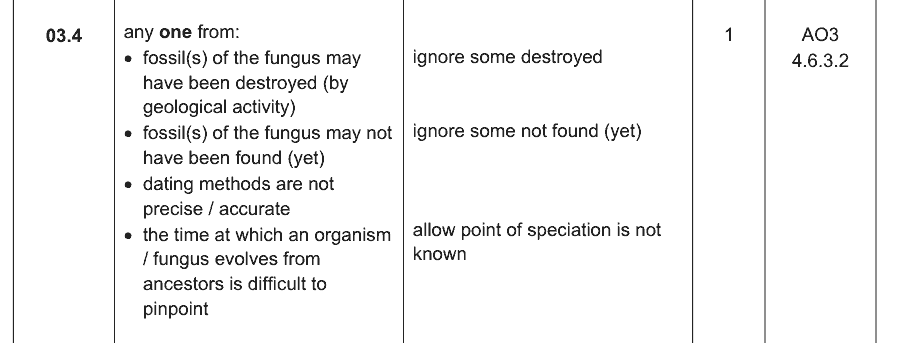 03.4
any one from:
• fossil(s) of the fungus may
have been destroyed (by
geological activity)
• fossil(s) of the fungus may not
have been found (yet)
• dating methods are not
precise / accurate
• the time at which an organism
/ fungus evolves from
ancestors is difficult to
pinpoint
ignore some destroyed
ignore some not found (yet)
allow point of speciation is not
known
1
AO3
4.6.3.2